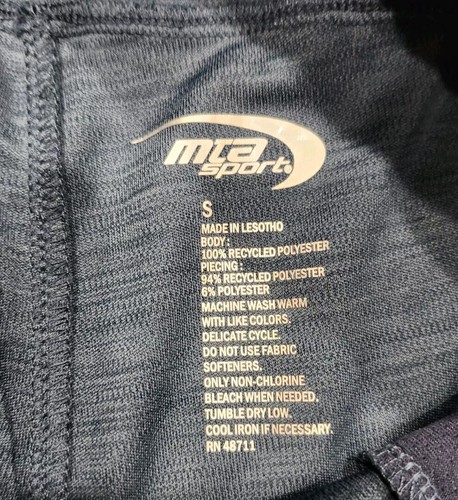 mta
sport®
S
MADE IN LESOTHO
BODY:
100% RECYCLED POLYESTER
PIECING:
94% RECYCLED POLYESTER
6% POLYESTER
MACHINE WASH WARM
WITH LIKE COLORS.
DELICATE CYCLE.
DO NOT USE FABRIC
SOFTENERS.
ONLY NON-CHLORINE
BLEACH WHEN NEEDED.
TUMBLE DRY LOW.
COOL IRON IF NECESSARY.
RN 48711